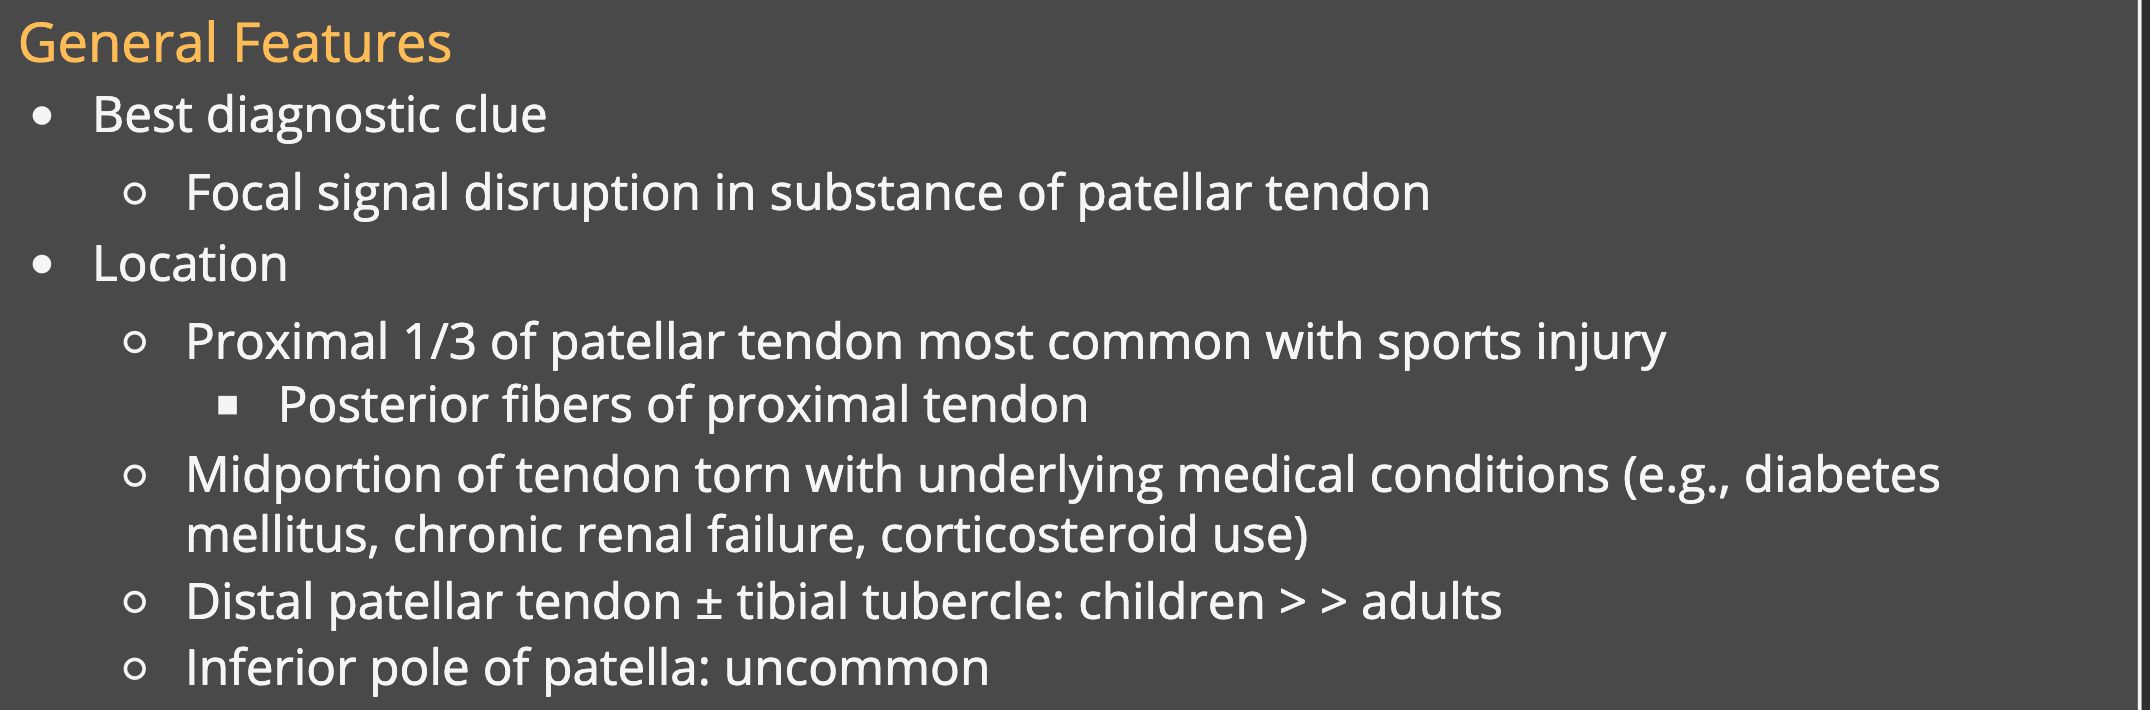 General Features
• Best diagnostic clue
○ Focal signal disruption in substance of patellar tendon
• Location
○ Proximal 1/3 of patellar tendon most common with sports injury
▪ Posterior fibers of proximal tendon
○ Midportion of tendon torn with underlying medical conditions (e.g., diabetes
mellitus, chronic renal failure, corticosteroid use)
○ Distal patellar tendon ± tibial tubercle: children > > adults
○ Inferior pole of patella: uncommon